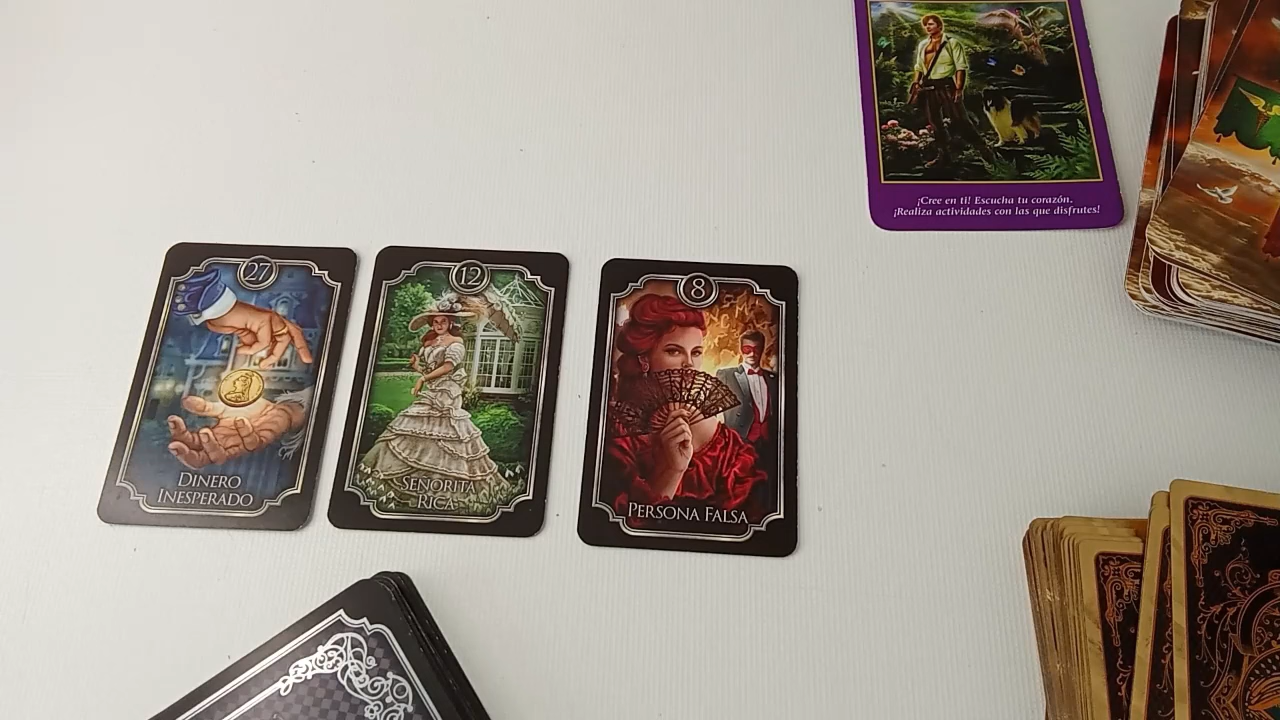 ¡Cree en ti! Escucha tu corazón.
¡Realiza actividades con las que disfrutes!
27
DINERO
INESPERADO
12
SEÑORITA
RICA
8
PERSONA FALSA